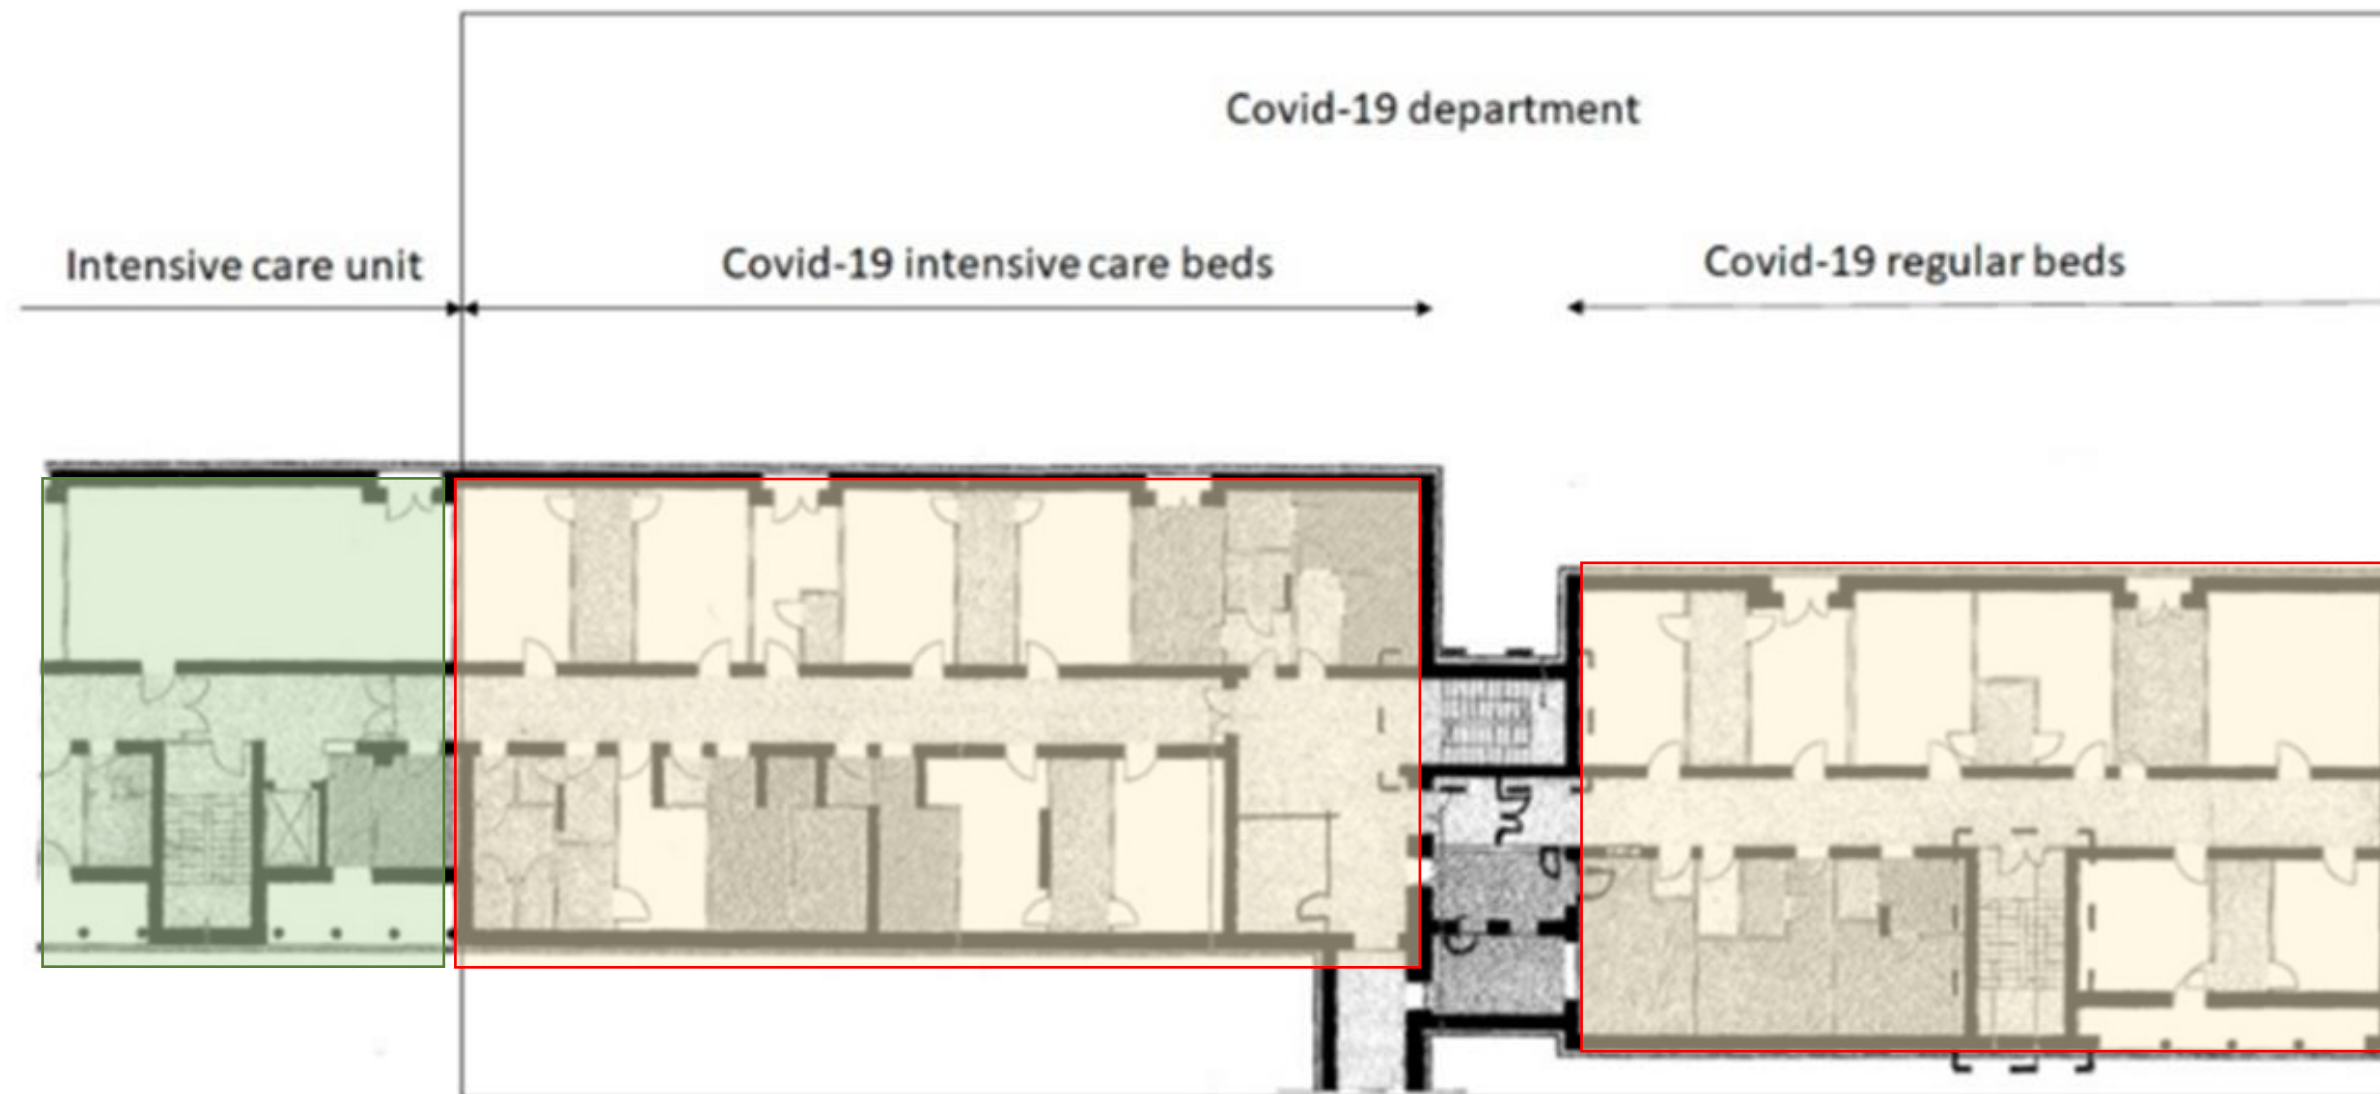 Covid-19 department
Intensive care unit
Covid-19 intensive care beds
Covid-19 regular beds